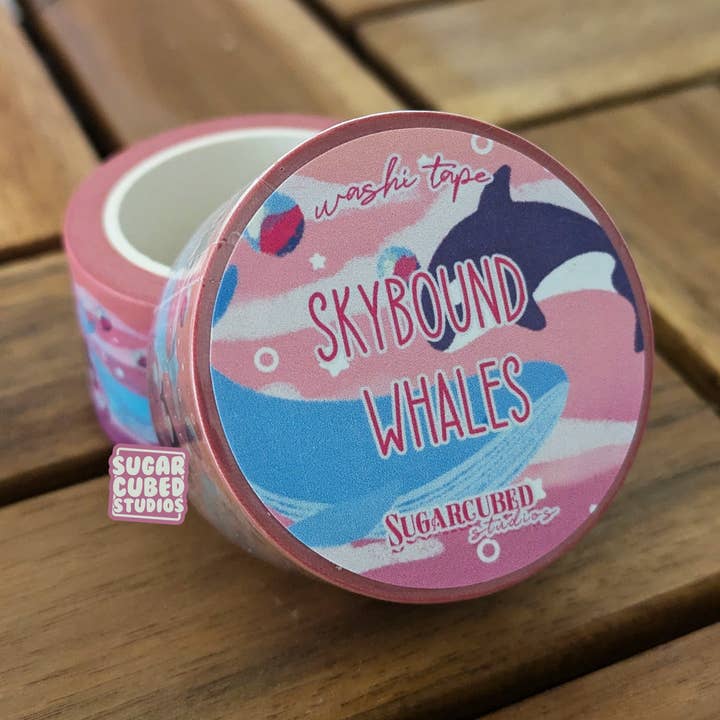 washi tape
SKYBOUND
WHALES
SUGARCUBED
studios
SUGAR
CUBED
STUDIOS